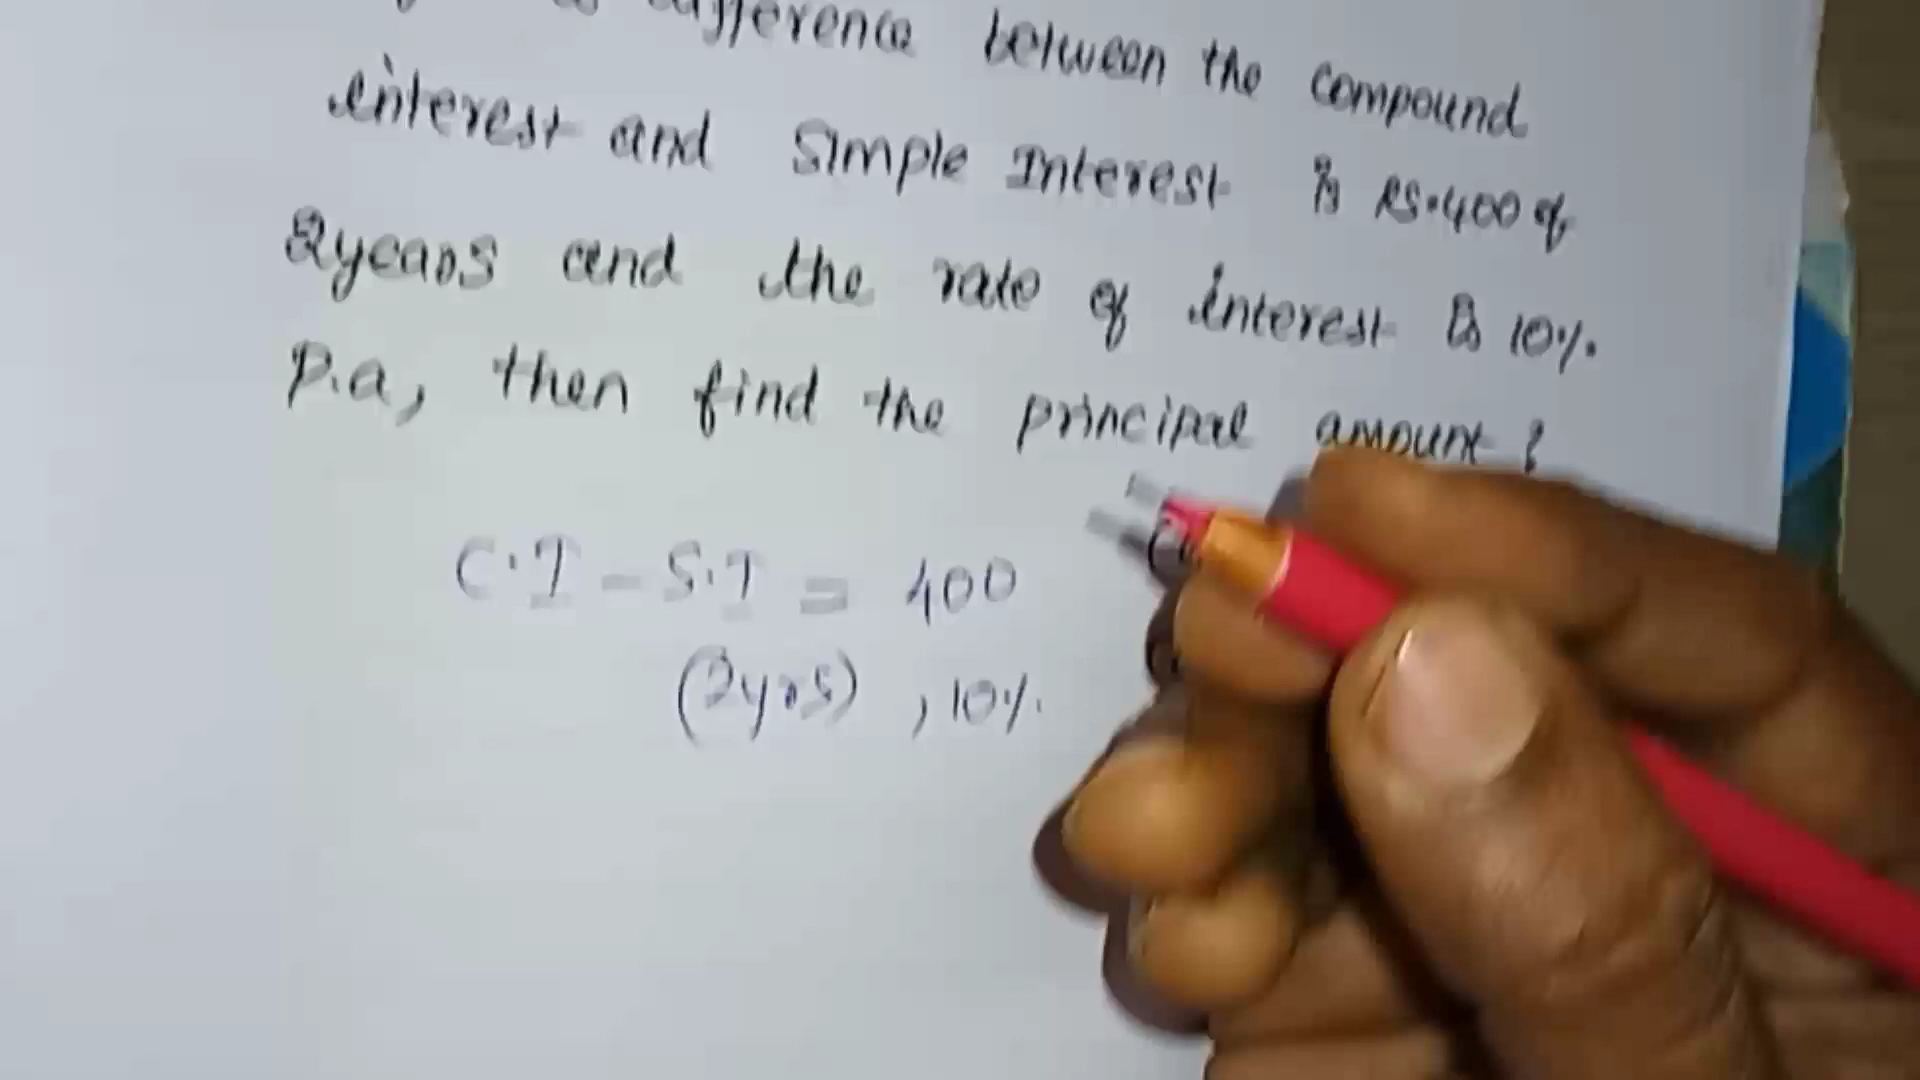 difference between the compound
interest and Simple Interest is RS.400 of
2years and the rate of interest is 10%.
P.a, then find the principal amount?
C.I - S.I = 400
(2yrs), 10%.